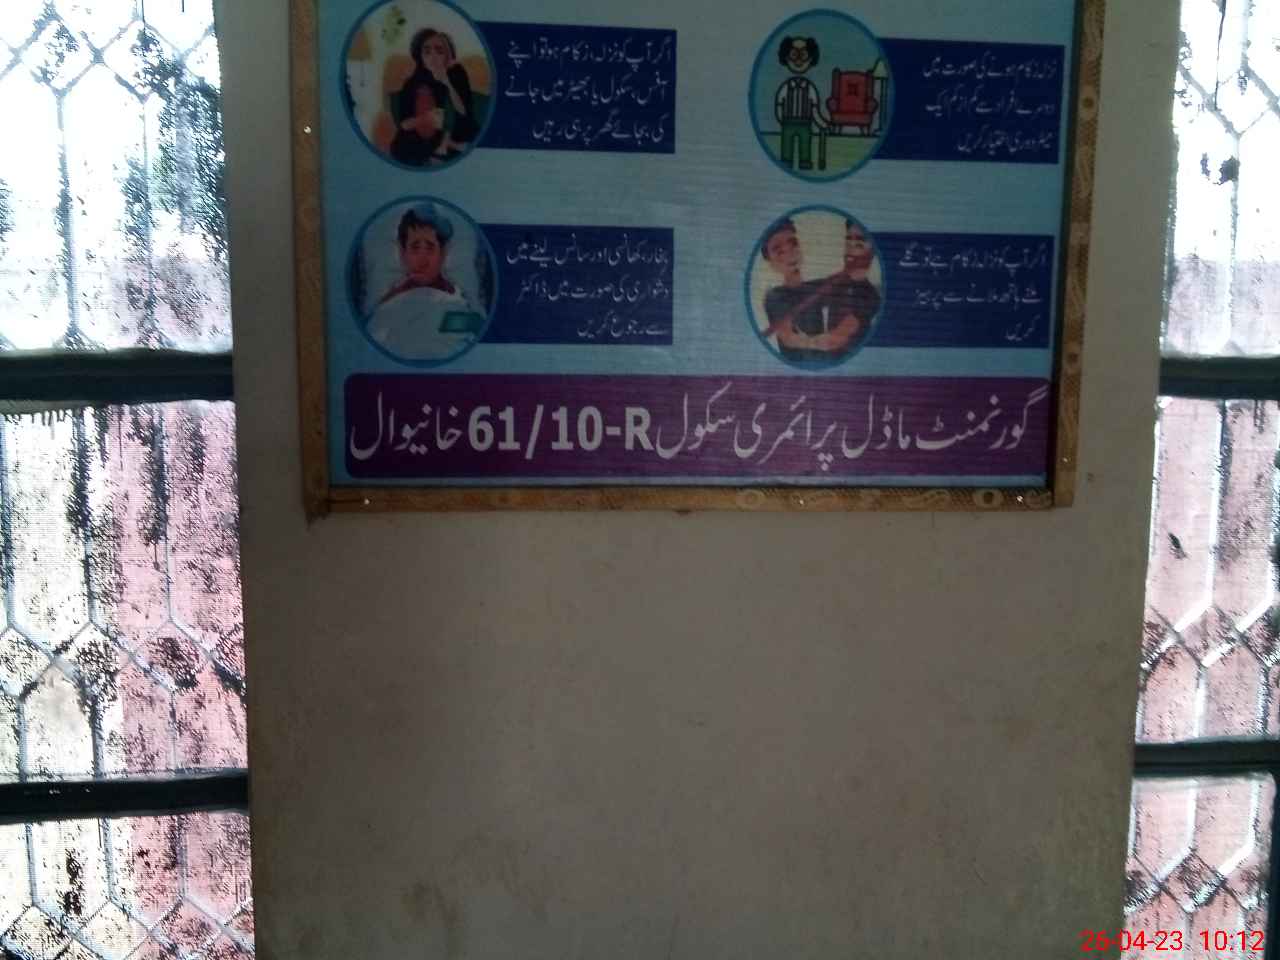 نزلہ زکام ہونے کی صورت میں
دوسرے افراد سے کم از کم ایک
میٹر دوری اختیار کریں
اگر آپ کو نزلہ، زکام ہو تو اپنے
آفس، سکول یا بھیڑ میں جانے
کی بجائے گھر پر ہی رہیں
اگر آپ کو نزلہ زکام ہے تو گلے
ملنے ہاتھ ملانے سے پرہیز
کریں
بخار، کھانسی اور سانس لینے میں
دشواری کی صورت میں ڈاکٹر
سے رجوع کریں
گورنمنٹ ماڈل پرائمری سکول 61/10-R خانیوال
26-04-23 10:12